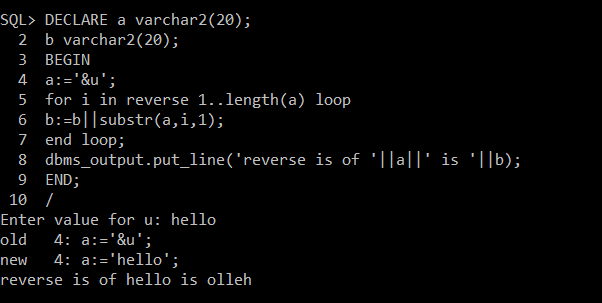 SQL> DECLARE a varchar2(20);
  2  b varchar2(20);
  3  BEGIN
  4  a:='&u';
  5  for i in reverse 1..length(a) loop
  6  b:=b||substr(a,i,1);
  7  end loop;
  8  dbms_output.put_line('reverse is of '||a||' is '||b);
  9  END;
 10  /
Enter value for u: hello
old   4: a:='&u';
new   4: a:='hello';
reverse is of hello is olleh